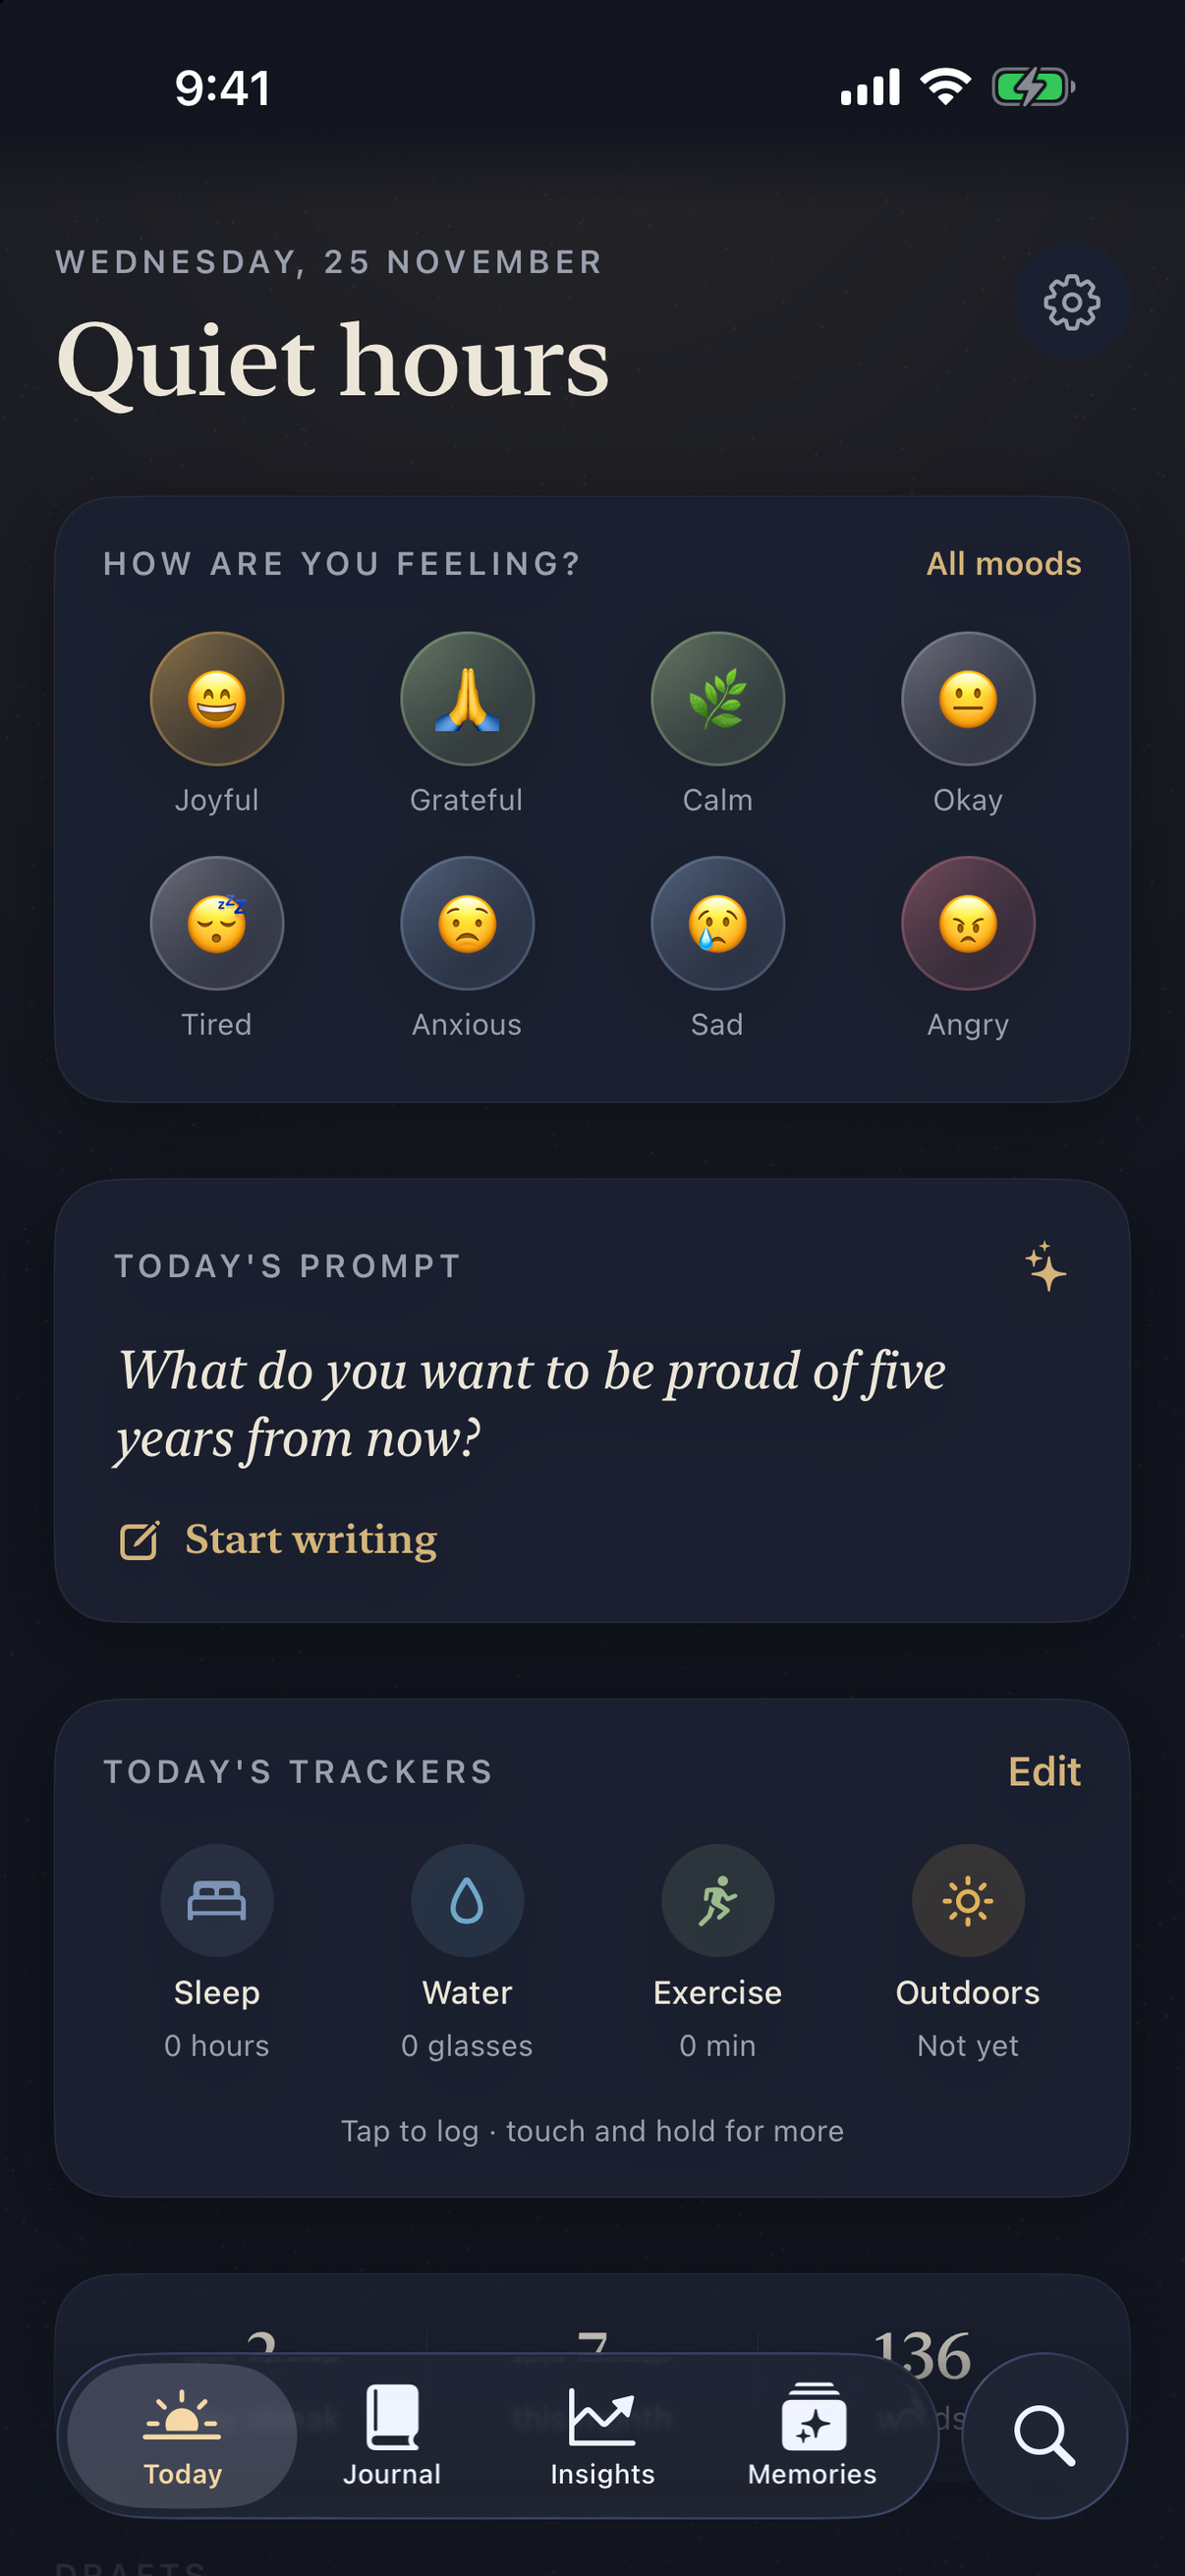 9:41
WEDNESDAY, 25 NOVEMBER
Quiet hours
HOW ARE YOU FEELING?
All moods
Joyful
Grateful
Calm
Okay
Tired
Anxious
Sad
Angry
TODAY'S PROMPT
What do you want to be proud of five
years from now?
Start writing
TODAY'S TRACKERS
Edit
Sleep
Water
Exercise
Outdoors
0 hours
0 glasses
0 min
Not yet
Tap to log · touch and hold for more
2
7
136
Today
Journal
Insights
Memories
DRAFTS